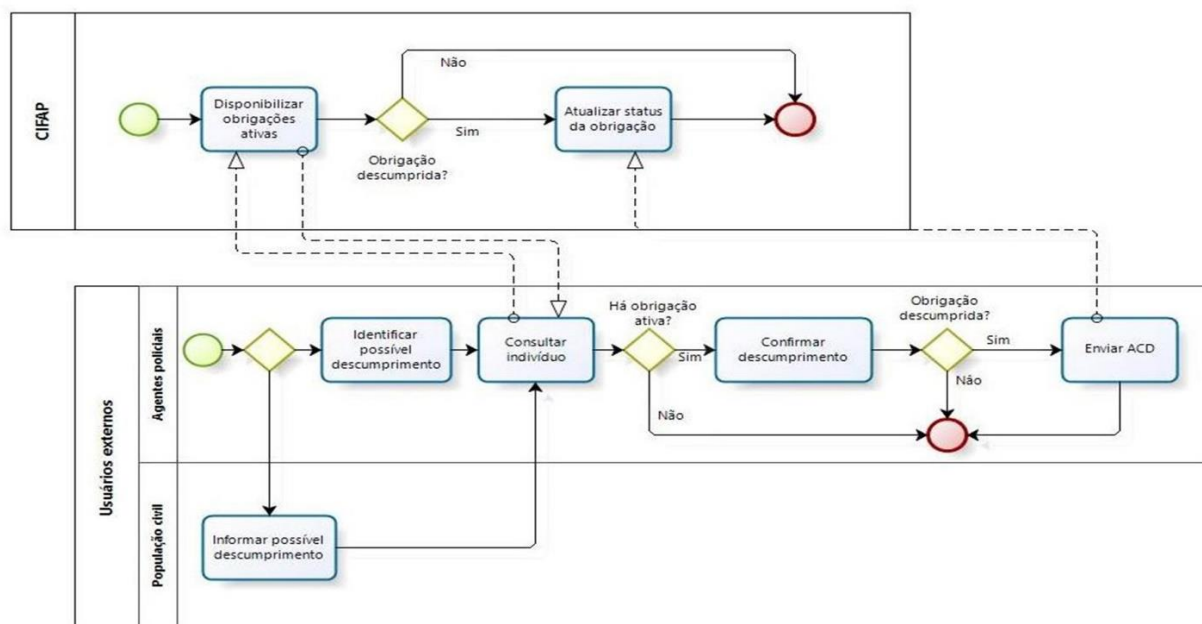 CIFAP
Disponibilizar
obrigações
ativas
Não
Sim
Obrigação
descumprida?
Atualizar status
da obrigação
Usuários externos
Agentes policiais
Identificar
possível
descumprimento
Consultar
indivíduo
Há obrigação
ativa?
Sim
Não
Confirmar
descumprimento
Obrigação
descumprida?
Sim
Não
Enviar ACD
População civil
Informar possível
descumprimento